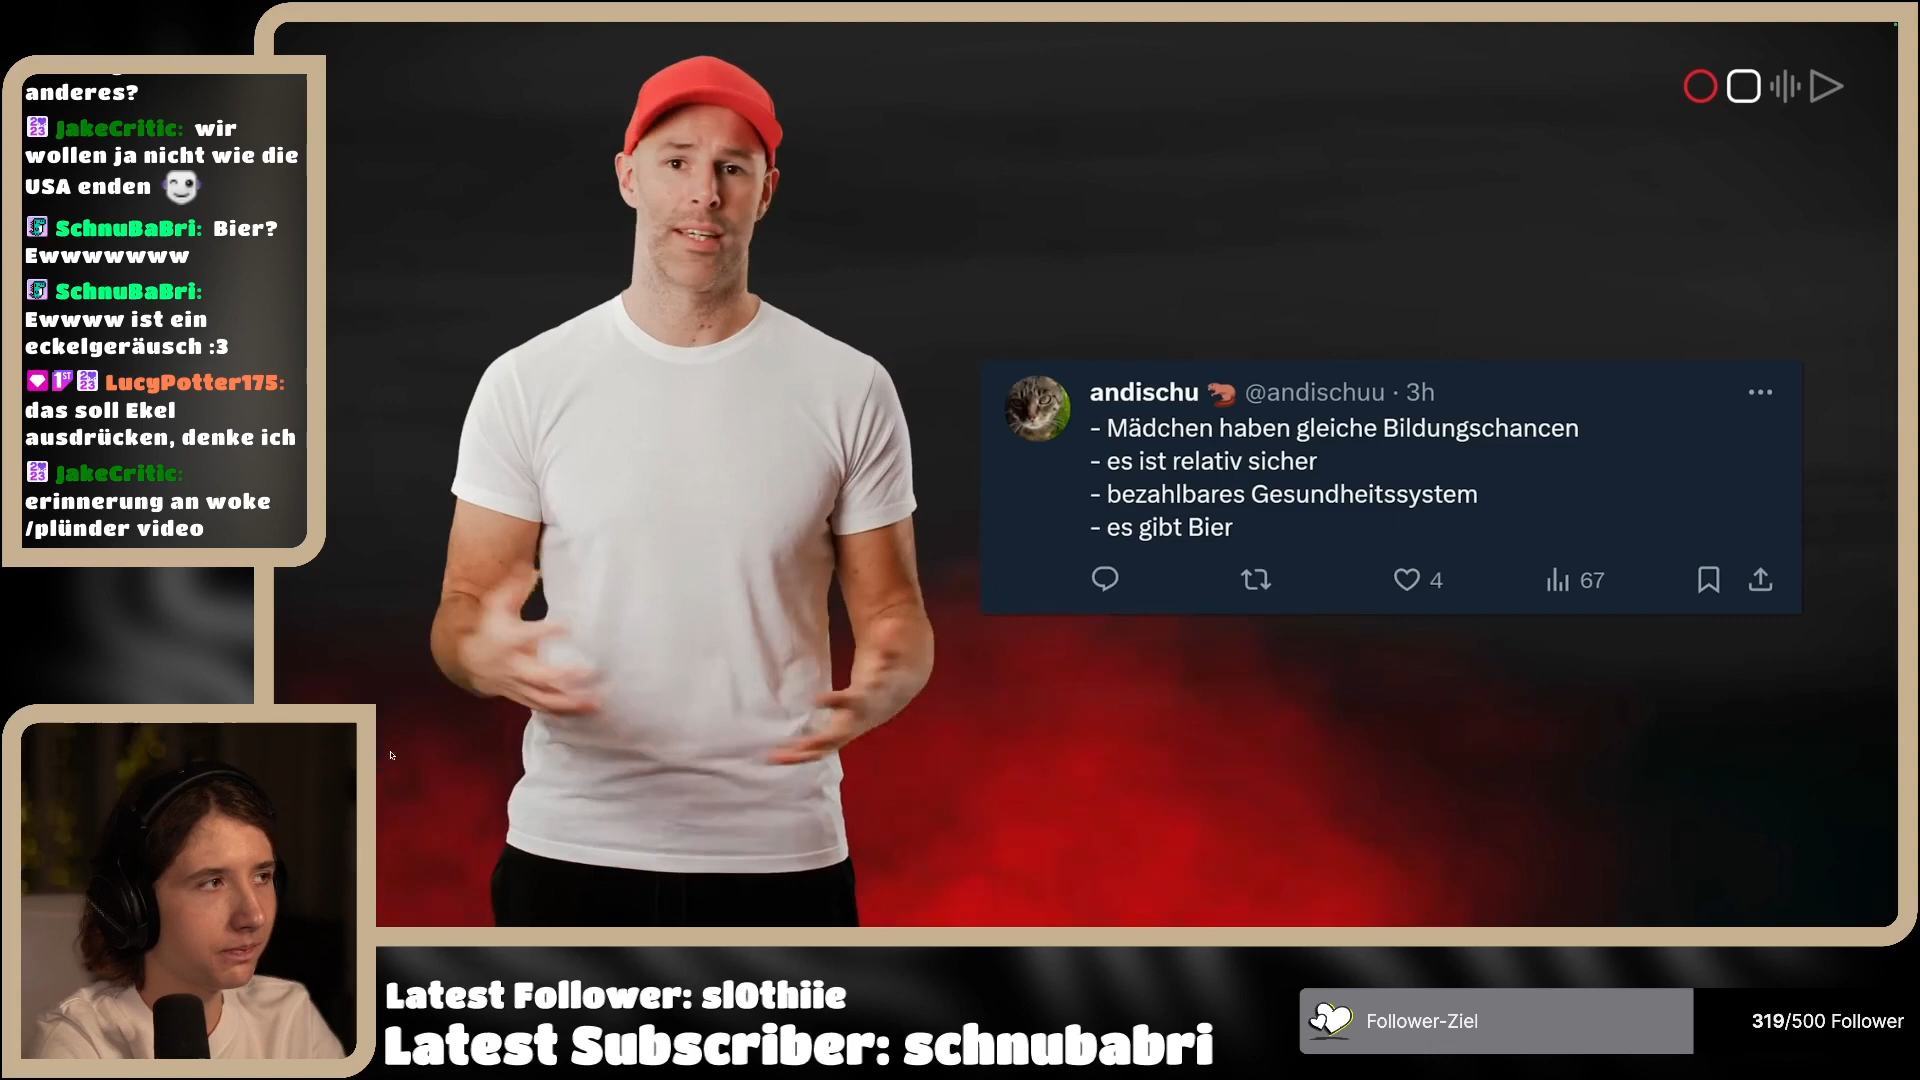 anderes?
JakeCritic: wir
wollen ja nicht wie die
USA enden
SchnuBaBri: Bier?
Ewwwwwww
SchnuBaBri:
Ewwww ist ein
eckelgeräusch :3
1ST LucyPotter175:
das soll Ekel
ausdrücken, denke ich
JakeCritic:
erinnerung an woke
/plünder video
andischu @andischuu · 3h
- Mädchen haben gleiche Bildungschancen
- es ist relativ sicher
- bezahlbares Gesundheitssystem
- es gibt Bier
4
67
Latest Follower: sl0thiie
Latest Subscriber: schnubabri
Follower-Ziel
319/500 Follower